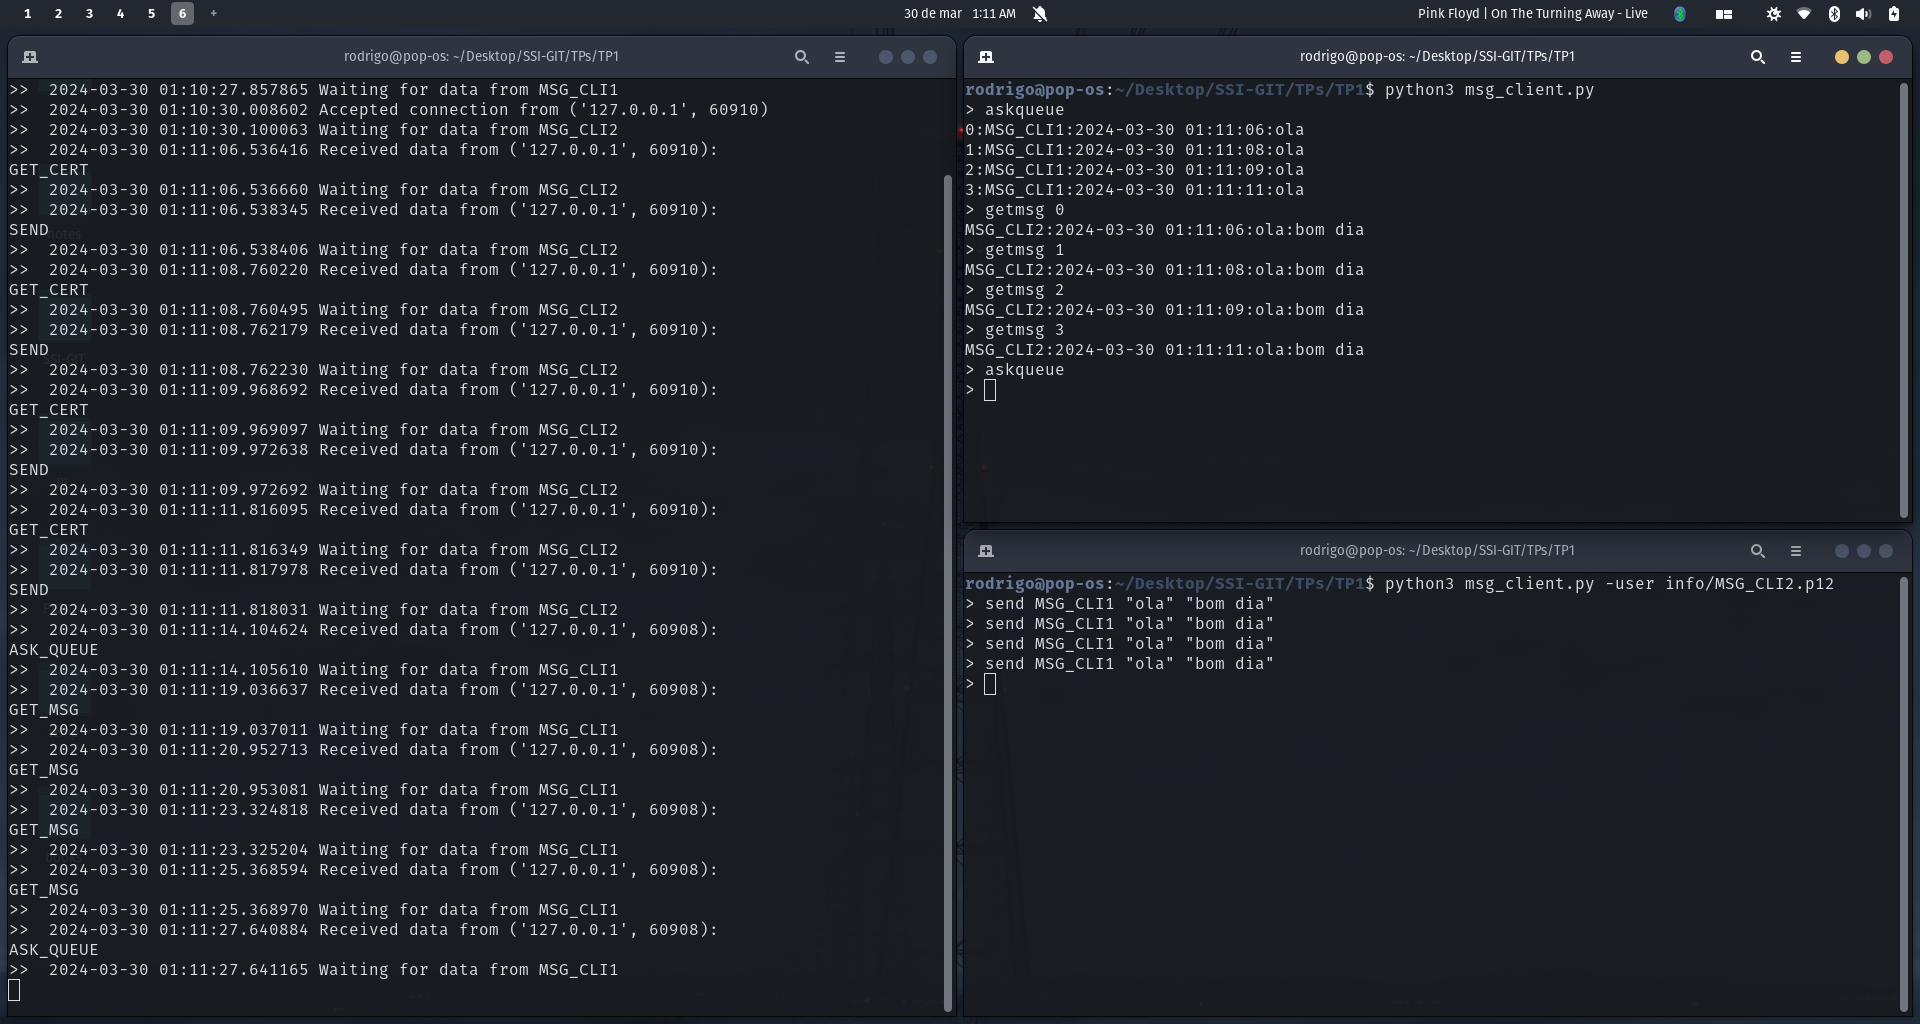 1 2 3 4 5 6 +
30 de mar 1:11 AM
Pink Floyd | On The Turning Away - Live
rodrigo@pop-os: ~/Desktop/SSI-GIT/TPs/TP1
>> 2024-03-30 01:10:27.857865 Waiting for data from MSG_CLI1
>> 2024-03-30 01:10:30.008602 Accepted connection from ('127.0.0.1', 60910)
>> 2024-03-30 01:10:30.100063 Waiting for data from MSG_CLI2
>> 2024-03-30 01:11:06.536416 Received data from ('127.0.0.1', 60910):
GET_CERT
>> 2024-03-30 01:11:06.536660 Waiting for data from MSG_CLI2
>> 2024-03-30 01:11:06.538345 Received data from ('127.0.0.1', 60910):
SEND
>> 2024-03-30 01:11:06.538406 Waiting for data from MSG_CLI2
>> 2024-03-30 01:11:08.760220 Received data from ('127.0.0.1', 60910):
GET_CERT
>> 2024-03-30 01:11:08.760495 Waiting for data from MSG_CLI2
>> 2024-03-30 01:11:08.762179 Received data from ('127.0.0.1', 60910):
SEND
>> 2024-03-30 01:11:08.762230 Waiting for data from MSG_CLI2
>> 2024-03-30 01:11:09.968692 Received data from ('127.0.0.1', 60910):
GET_CERT
>> 2024-03-30 01:11:09.969097 Waiting for data from MSG_CLI2
>> 2024-03-30 01:11:09.972638 Received data from ('127.0.0.1', 60910):
SEND
>> 2024-03-30 01:11:09.972692 Waiting for data from MSG_CLI2
>> 2024-03-30 01:11:11.816095 Received data from ('127.0.0.1', 60910):
GET_CERT
>> 2024-03-30 01:11:11.816349 Waiting for data from MSG_CLI2
>> 2024-03-30 01:11:11.817978 Received data from ('127.0.0.1', 60910):
SEND
>> 2024-03-30 01:11:11.818031 Waiting for data from MSG_CLI2
>> 2024-03-30 01:11:14.104624 Received data from ('127.0.0.1', 60908):
ASK_QUEUE
>> 2024-03-30 01:11:14.105610 Waiting for data from MSG_CLI1
>> 2024-03-30 01:11:19.036637 Received data from ('127.0.0.1', 60908):
GET_MSG
>> 2024-03-30 01:11:19.037011 Waiting for data from MSG_CLI1
>> 2024-03-30 01:11:20.952713 Received data from ('127.0.0.1', 60908):
GET_MSG
>> 2024-03-30 01:11:20.953081 Waiting for data from MSG_CLI1
>> 2024-03-30 01:11:23.324818 Received data from ('127.0.0.1', 60908):
GET_MSG
>> 2024-03-30 01:11:23.325204 Waiting for data from MSG_CLI1
>> 2024-03-30 01:11:25.368594 Received data from ('127.0.0.1', 60908):
GET_MSG
>> 2024-03-30 01:11:25.368970 Waiting for data from MSG_CLI1
>> 2024-03-30 01:11:27.640884 Received data from ('127.0.0.1', 60908):
ASK_QUEUE
>> 2024-03-30 01:11:27.641165 Waiting for data from MSG_CLI1
rodrigo@pop-os: ~/Desktop/SSI-GIT/TPs/TP1
rodrigo@pop-os:~/Desktop/SSI-GIT/TPs/TP1$ python3 msg_client.py
> askqueue
0:MSG_CLI1:2024-03-30 01:11:06:ola
1:MSG_CLI1:2024-03-30 01:11:08:ola
2:MSG_CLI1:2024-03-30 01:11:09:ola
3:MSG_CLI1:2024-03-30 01:11:11:ola
> getmsg 0
MSG_CLI2:2024-03-30 01:11:06:ola:bom dia
> getmsg 1
MSG_CLI2:2024-03-30 01:11:08:ola:bom dia
> getmsg 2
MSG_CLI2:2024-03-30 01:11:09:ola:bom dia
> getmsg 3
MSG_CLI2:2024-03-30 01:11:11:ola:bom dia
> askqueue
>
rodrigo@pop-os: ~/Desktop/SSI-GIT/TPs/TP1
rodrigo@pop-os:~/Desktop/SSI-GIT/TPs/TP1$ python3 msg_client.py -user info/MSG_CLI2.p12
> send MSG_CLI1 "ola" "bom dia"
> send MSG_CLI1 "ola" "bom dia"
> send MSG_CLI1 "ola" "bom dia"
> send MSG_CLI1 "ola" "bom dia"
>